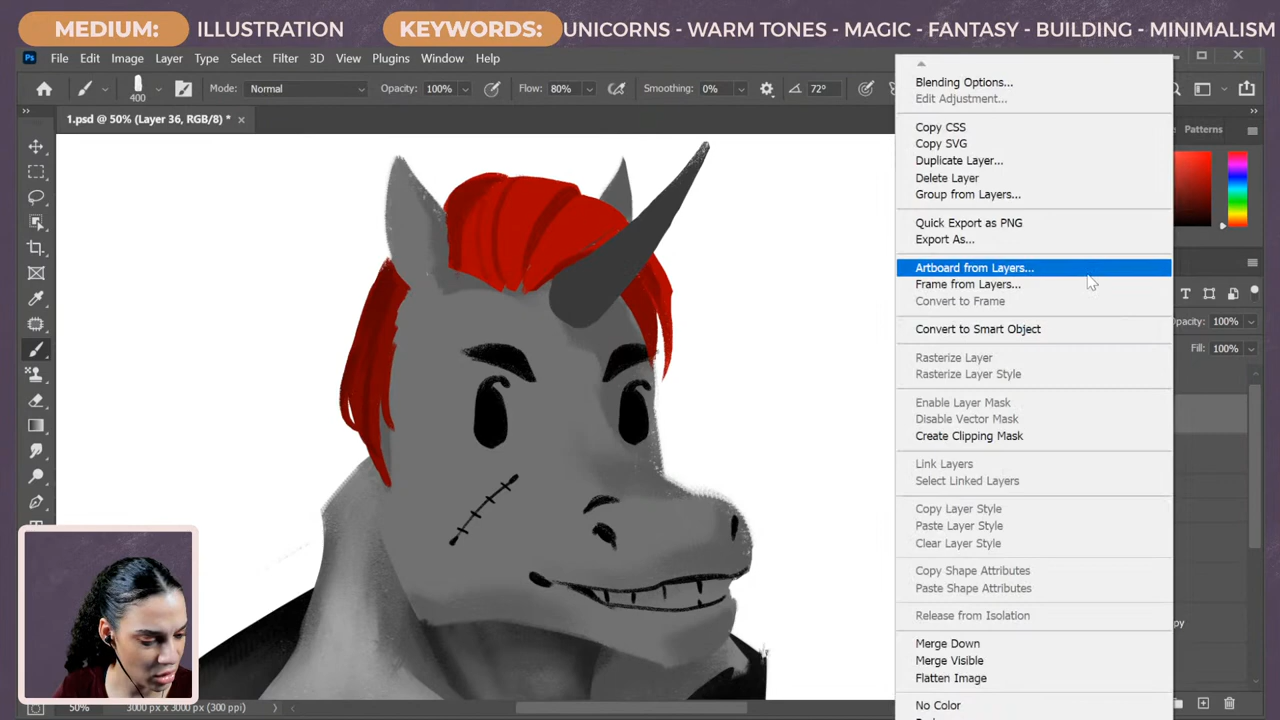 MEDIUM: ILLUSTRATION KEYWORDS: UNICORNS - WARM TONES - MAGIC - FANTASY - BUILDING - MINIMALISM
Ps File Edit Image Layer Type Select Filter 3D View Plugins Window Help
400 Mode: Normal Opacity: 100% Flow: 80% Smoothing: 0% 72°
1.psd @ 50% (Layer 36, RGB/8) *
Patterns
Opacity: 100%
Fill: 100%
Blending Options...
Edit Adjustment...
Copy CSS
Copy SVG
Duplicate Layer...
Delete Layer
Group from Layers...
Quick Export as PNG
Export As...
Artboard from Layers...
Frame from Layers...
Convert to Frame
Convert to Smart Object
Rasterize Layer
Rasterize Layer Style
Enable Layer Mask
Disable Vector Mask
Create Clipping Mask
Link Layers
Select Linked Layers
Copy Layer Style
Paste Layer Style
Clear Layer Style
Copy Shape Attributes
Paste Shape Attributes
Release from Isolation
Merge Down
Merge Visible
Flatten Image
No Color
50% 3000 px x 3000 px (300 ppi)